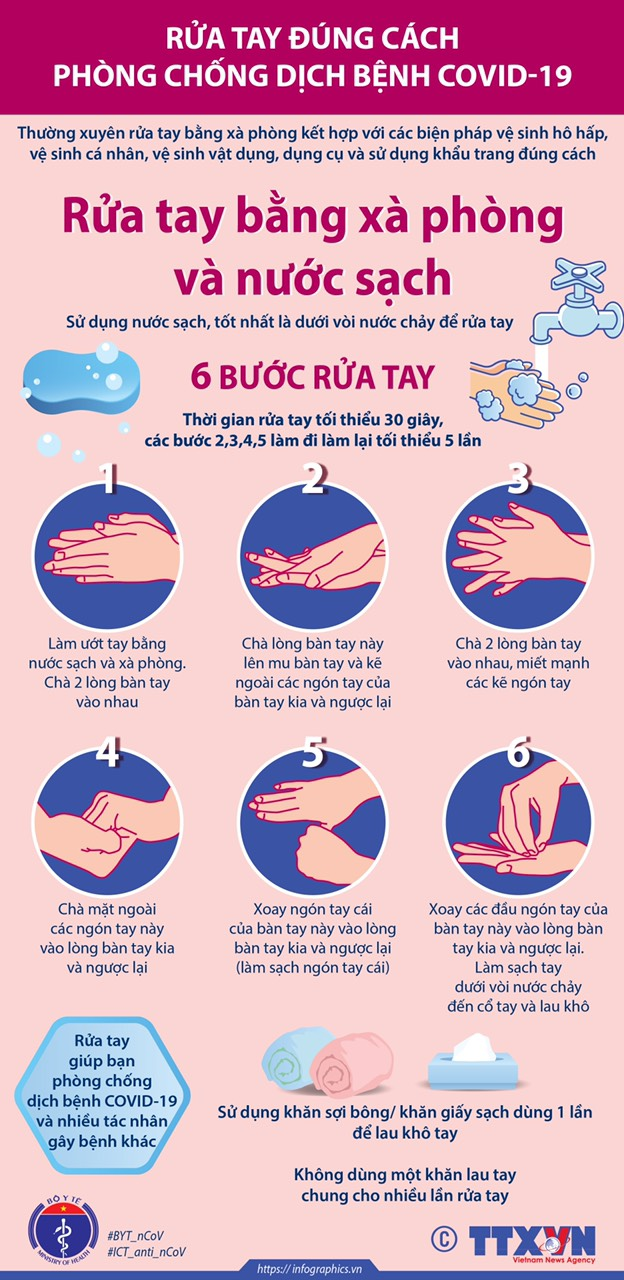 RỬA TAY ĐÚNG CÁCH
PHÒNG CHỐNG DỊCH BỆNH COVID-19
Thường xuyên rửa tay bằng xà phòng kết hợp với các biện pháp vệ sinh hô hấp,
vệ sinh cá nhân, vệ sinh vật dụng, dụng cụ và sử dụng khẩu trang đúng cách
Rửa tay bằng xà phòng
và nước sạch
Sử dụng nước sạch, tốt nhất là dưới vòi nước chảy để rửa tay
6 BƯỚC RỬA TAY
Thời gian rửa tay tối thiểu 30 giây,
các bước 2,3,4,5 làm đi làm lại tối thiểu 5 lần
1
Làm ướt tay bằng
nước sạch và xà phòng.
Chà 2 lòng bàn tay
vào nhau
2
Chà lòng bàn tay này
lên mu bàn tay và kẽ
ngoài các ngón tay của
bàn tay kia và ngược lại
3
Chà 2 lòng bàn tay
vào nhau, miết mạnh
các kẽ ngón tay
4
Chà mặt ngoài
các ngón tay này
vào lòng bàn tay kia
và ngược lại
5
Xoay ngón tay cái
của bàn tay này vào lòng
bàn tay kia và ngược lại
(làm sạch ngón tay cái)
6
Xoay các đầu ngón tay của
bàn tay này vào lòng bàn
tay kia và ngược lại.
Làm sạch tay
dưới vòi nước chảy
đến cổ tay và lau khô
Rửa tay
giúp bạn
phòng chống
dịch bệnh COVID-19
và nhiều tác nhân
gây bệnh khác
Sử dụng khăn sợi bông/ khăn giấy sạch dùng 1 lần
để lau khô tay
Không dùng một khăn lau tay
chung cho nhiều lần rửa tay
BỘ Y TẾ
MINISTRY OF HEALTH
#BYT_nCoV
#ICT_anti_nCoV
© TTXVN
Vietnam News Agency
https://infographics.vn